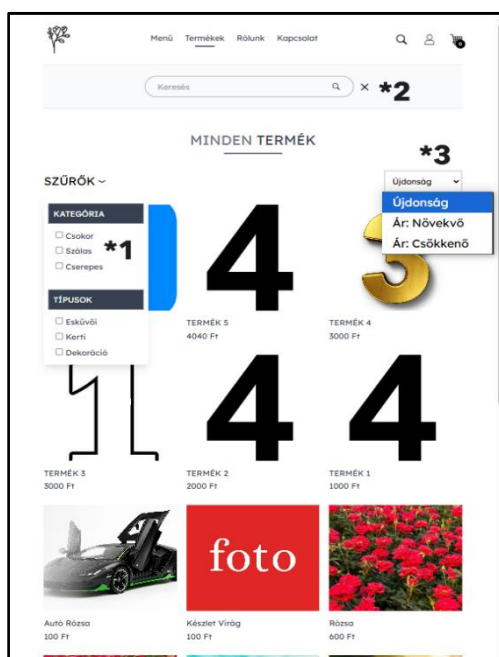 Menü Termékek Rólunk Kapcsolat
0
Keresés
*2
MINDEN TERMÉK
*3
SZŰRŐK
Újdonság
Újdonság
Ár: Növekvő
Ár: Csökkenő
KATEGÓRIA
Csokor
Szálas
*1
Cserepes
TÍPUSOK
Esküvői
Kerti
Dekoráció
4
3
TERMÉK 5
4040 Ft
TERMÉK 4
3000 Ft
1
4
4
TERMÉK 3
3000 Ft
TERMÉK 2
2000 Ft
TERMÉK 1
1000 Ft
foto
Autó Rózsa
100 Ft
Készlet Virág
100 Ft
Rózsa
600 Ft